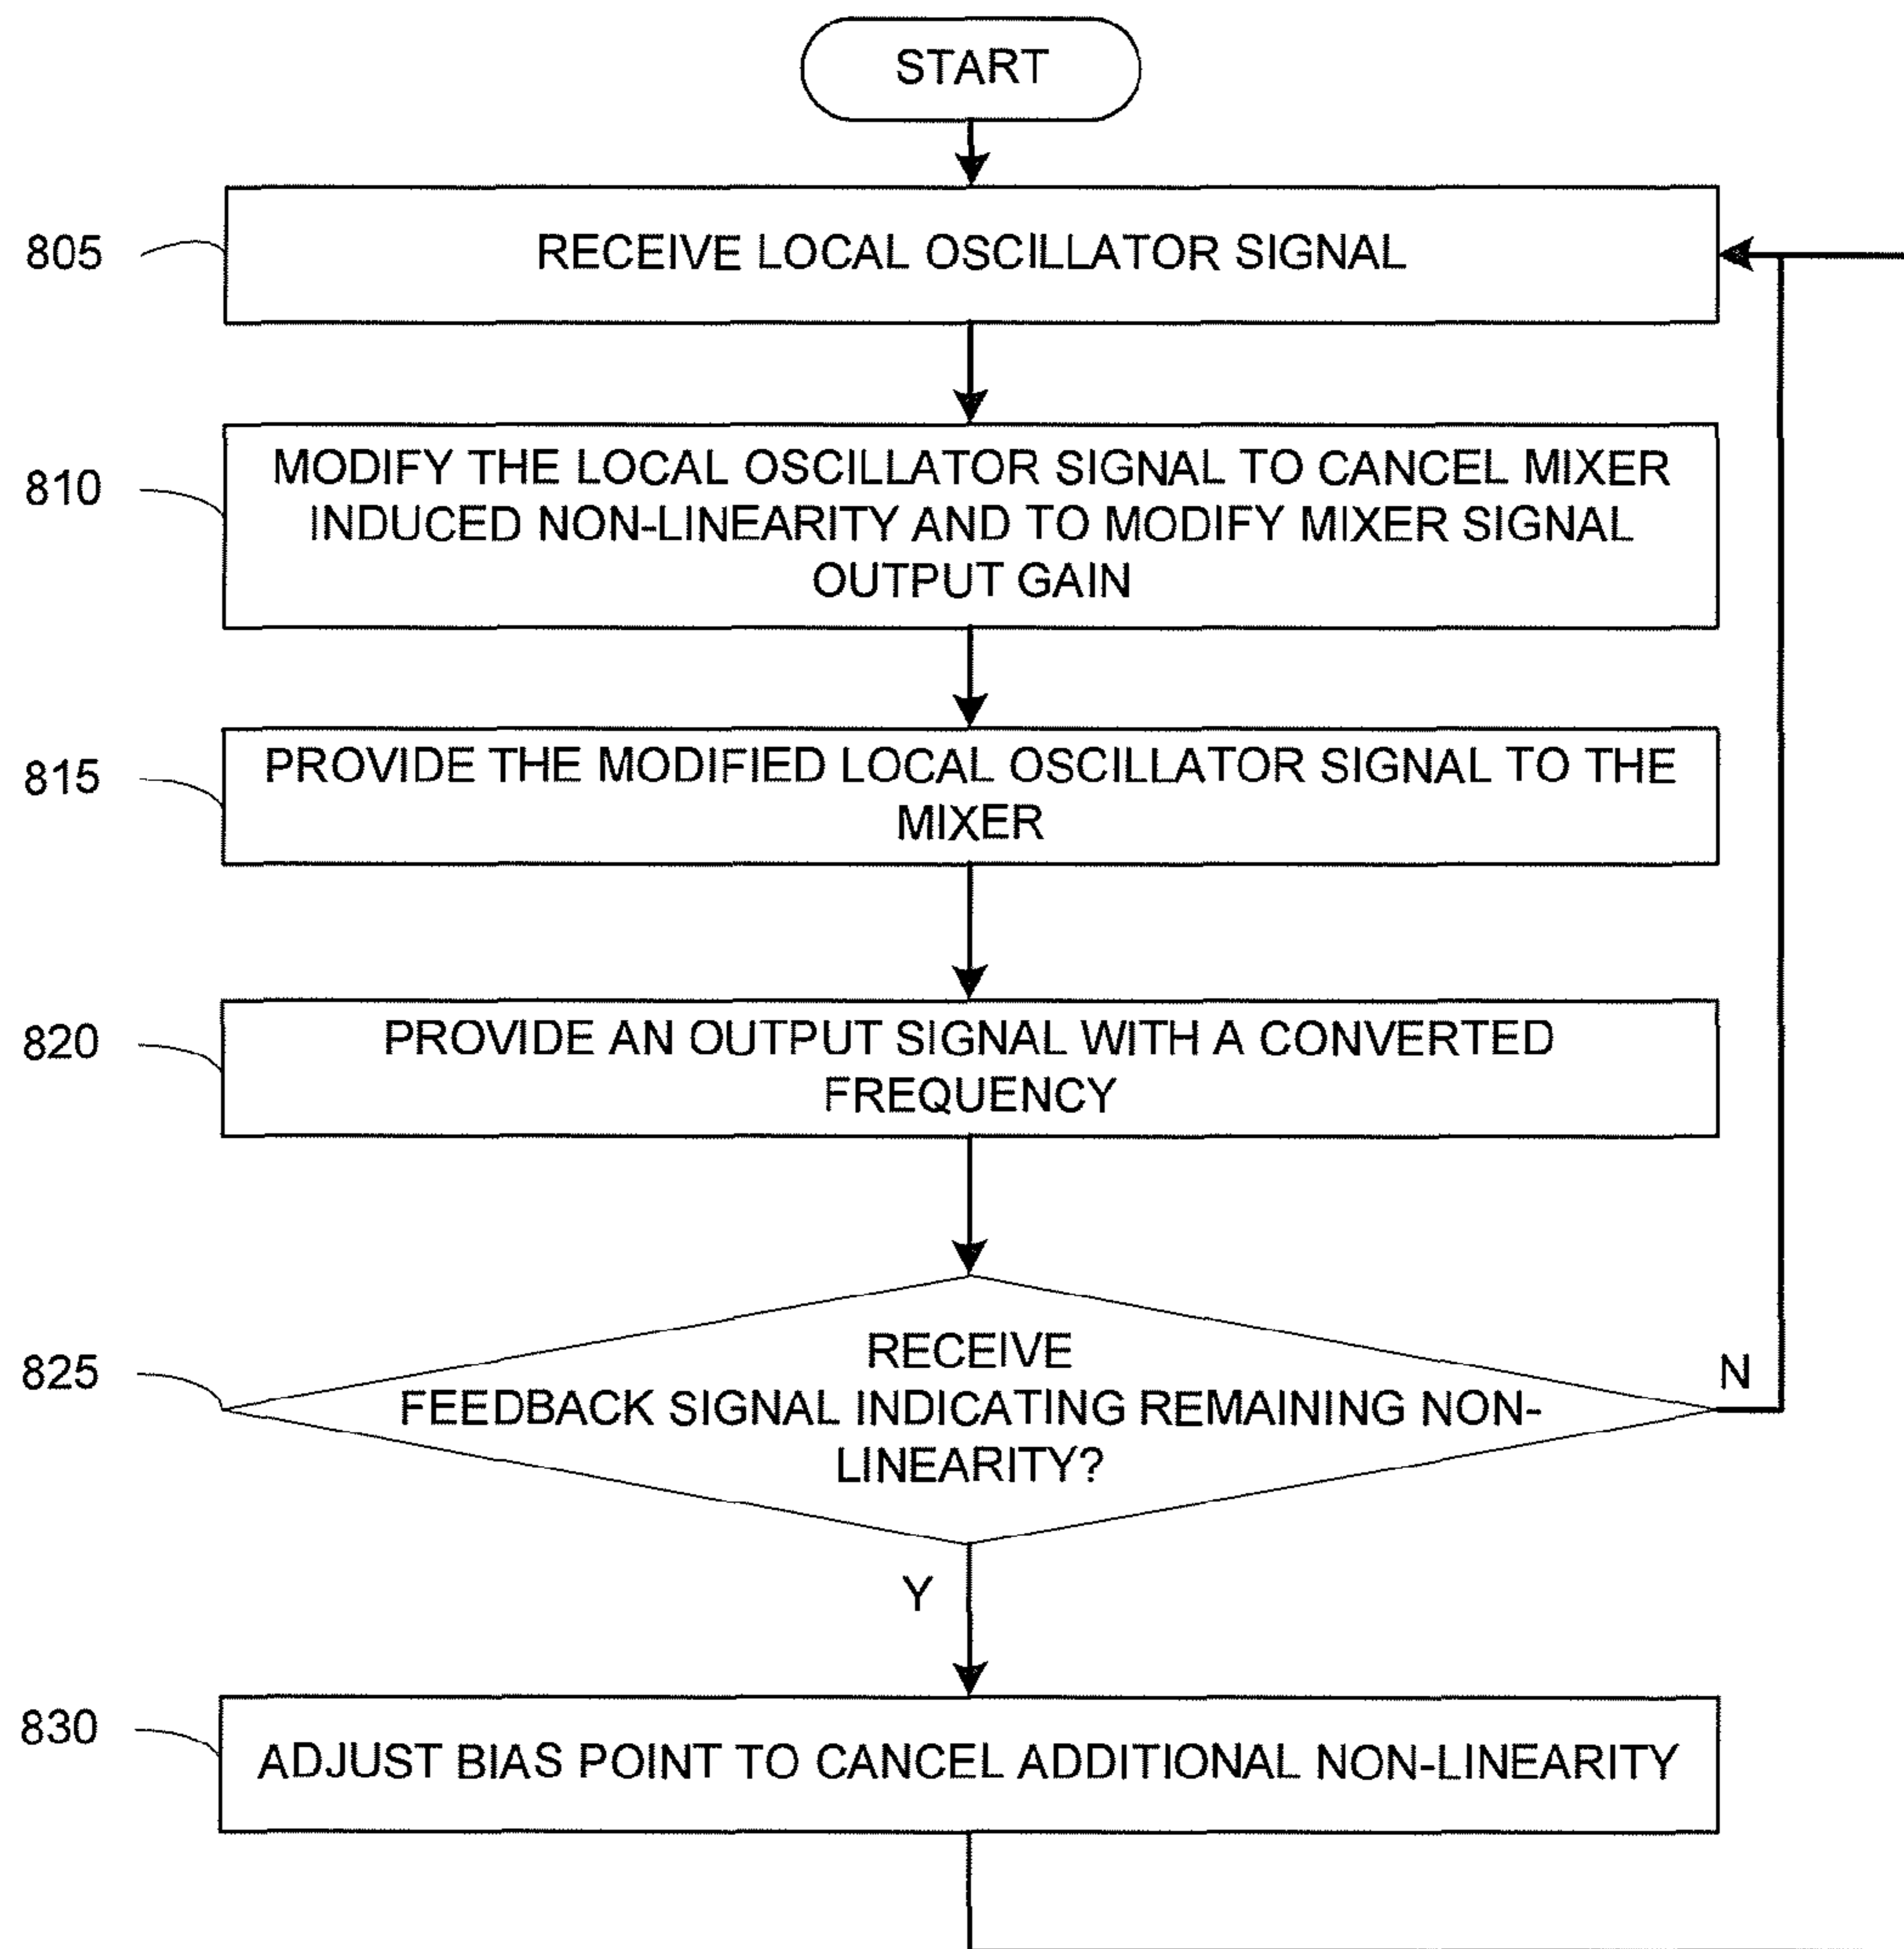 START
805
RECEIVE LOCAL OSCILLATOR SIGNAL
810
MODIFY THE LOCAL OSCILLATOR SIGNAL TO CANCEL MIXER
INDUCED NON-LINEARITY AND TO MODIFY MIXER SIGNAL
OUTPUT GAIN
815
PROVIDE THE MODIFIED LOCAL OSCILLATOR SIGNAL TO THE
MIXER
820
PROVIDE AN OUTPUT SIGNAL WITH A CONVERTED
FREQUENCY
825
RECEIVE
FEEDBACK SIGNAL INDICATING REMAINING NON-
LINEARITY?
N
Y
830
ADJUST BIAS POINT TO CANCEL ADDITIONAL NON-LINEARITY